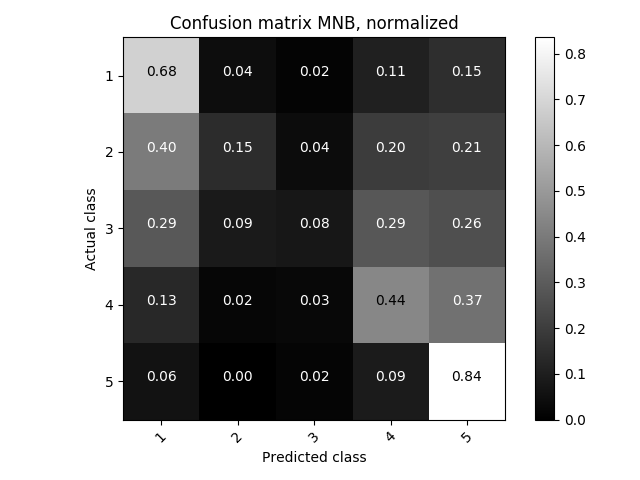 Confusion matrix MNB, normalized
Actual class
1 0.68 0.04 0.02 0.11 0.15
2 0.40 0.15 0.04 0.20 0.21
3 0.29 0.09 0.08 0.29 0.26
4 0.13 0.02 0.03 0.44 0.37
5 0.06 0.00 0.02 0.09 0.84
1 2 3 4 5
Predicted class
0.8
0.7
0.6
0.5
0.4
0.3
0.2
0.1
0.0